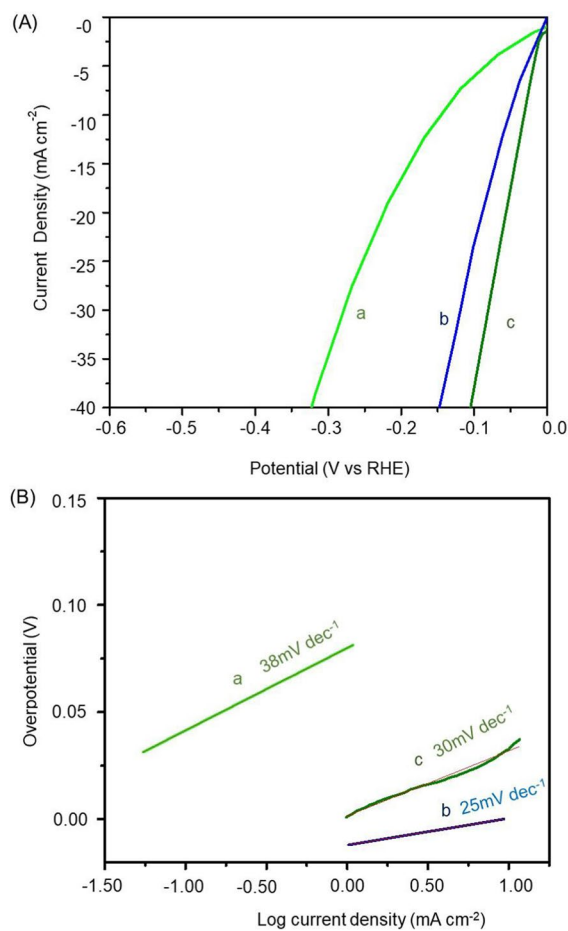 (A)
-0
-5
-10
-15
-20
-25
-30
-35
-40
Current Density (mA cm-2)
a
b
c
-0.6
-0.5
-0.4
-0.3
-0.2
-0.1
0.0
Potential (V vs RHE)
(B)
0.15
0.10
0.05
0.00
Overpotential (V)
a 38mV dec-1
c 30mV dec-1
b 25mV dec-1
-1.50
-1.00
-0.50
0.00
0.50
1.00
Log current density (mA cm-2)